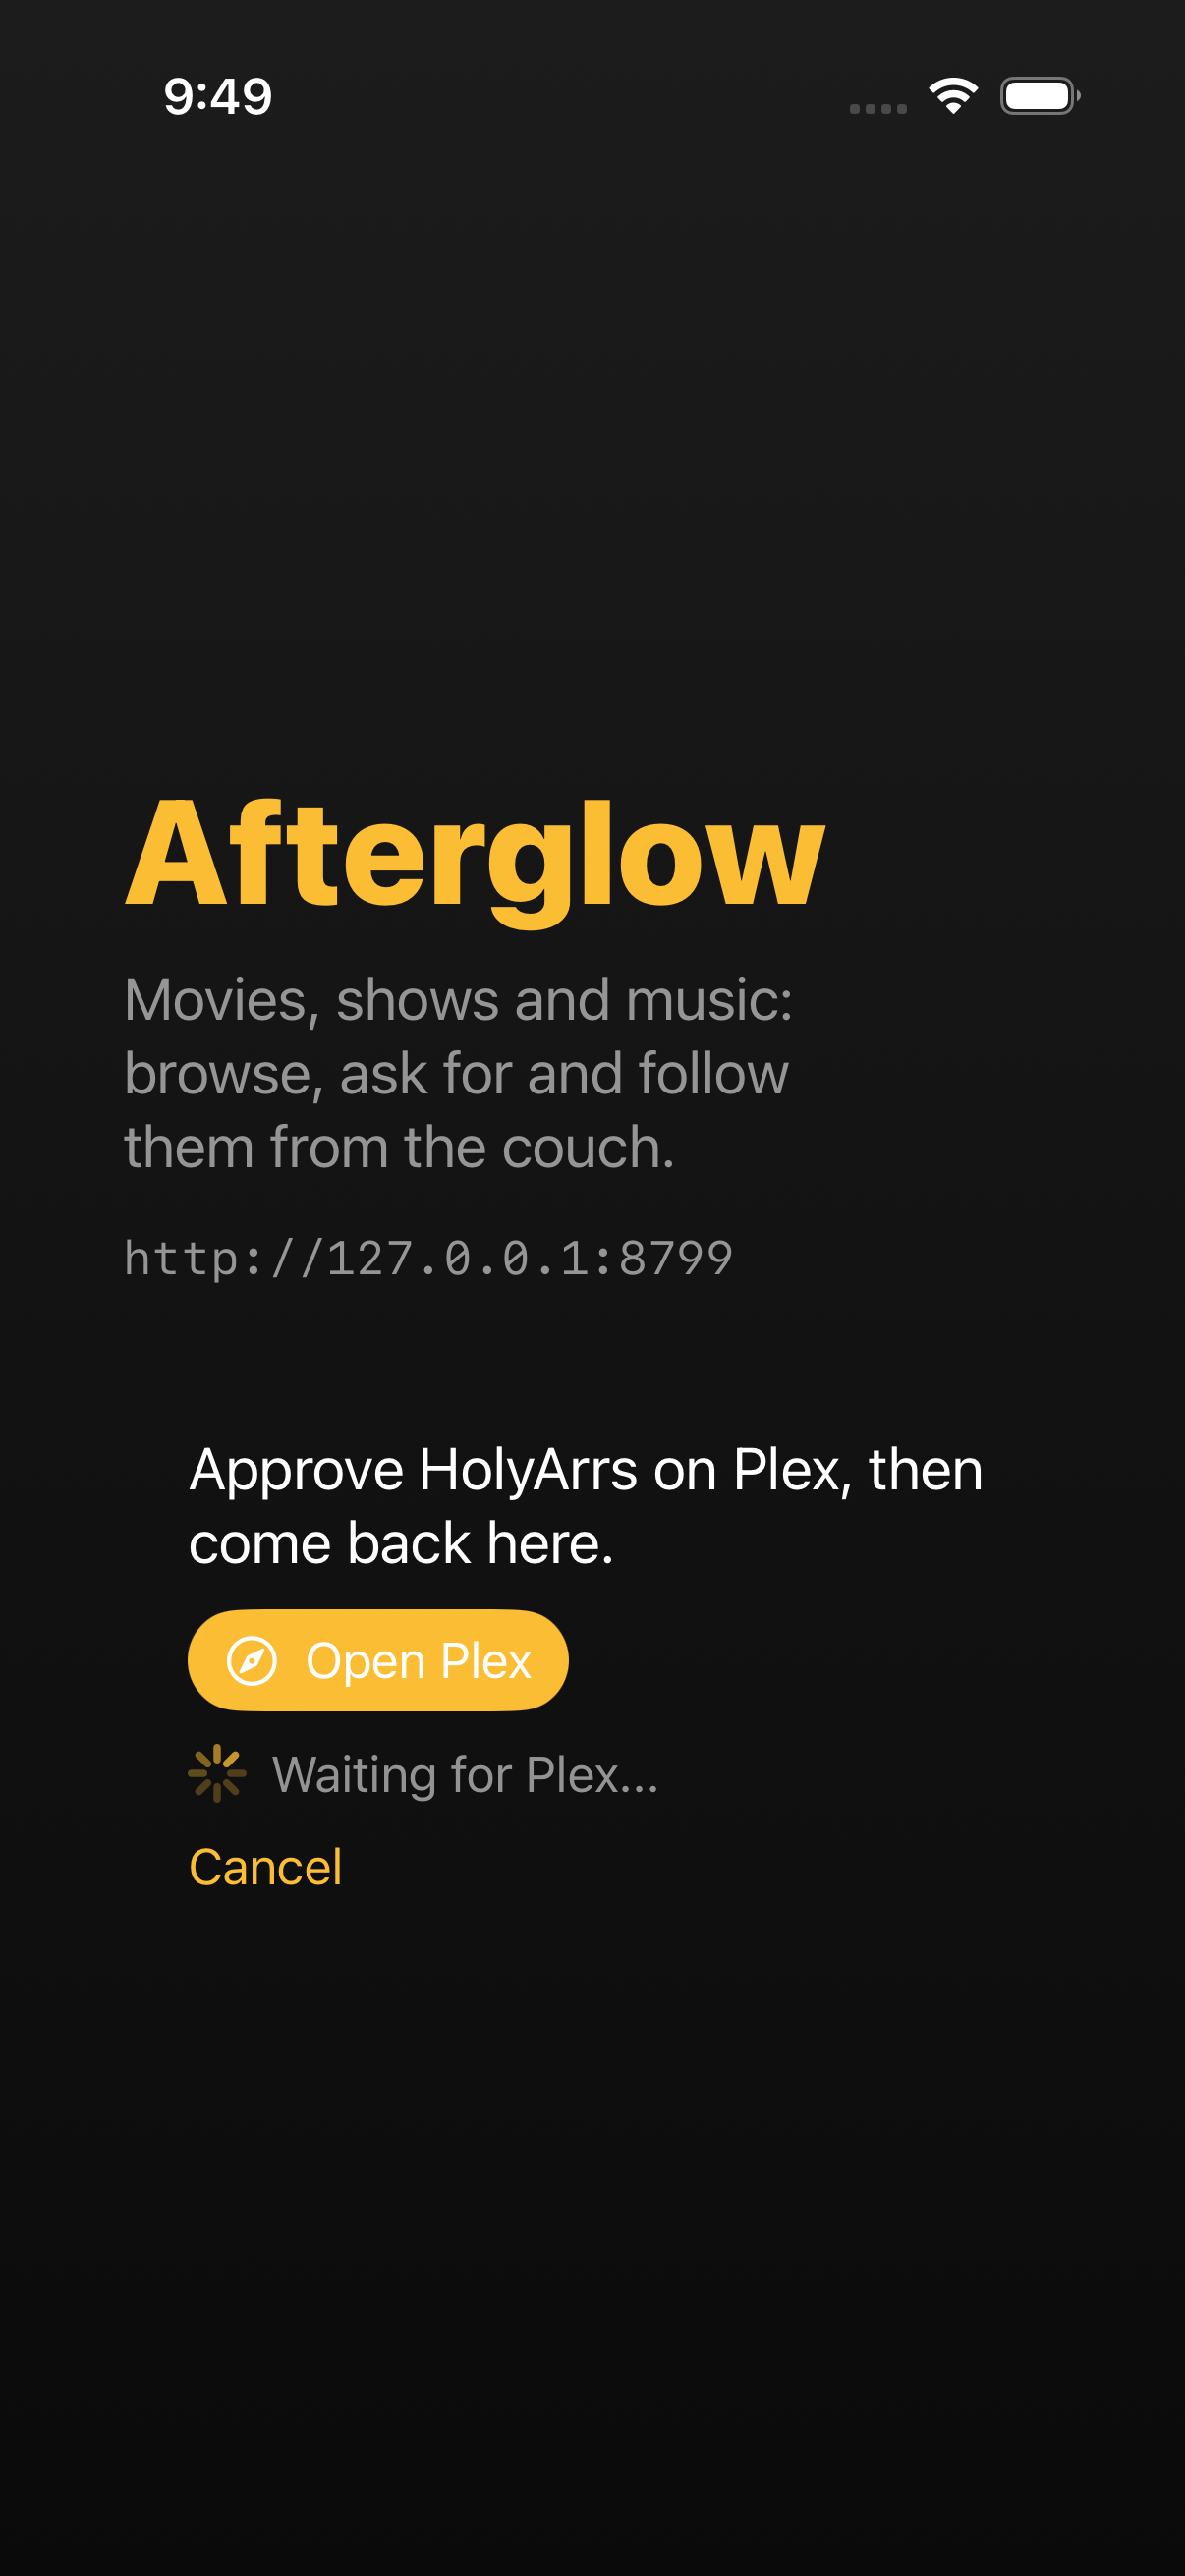 9:49
Afterglow
Movies, shows and music:
browse, ask for and follow
them from the couch.
http://127.0.0.1:8799
Approve HolyArrs on Plex, then
come back here.
Open Plex
Waiting for Plex...
Cancel